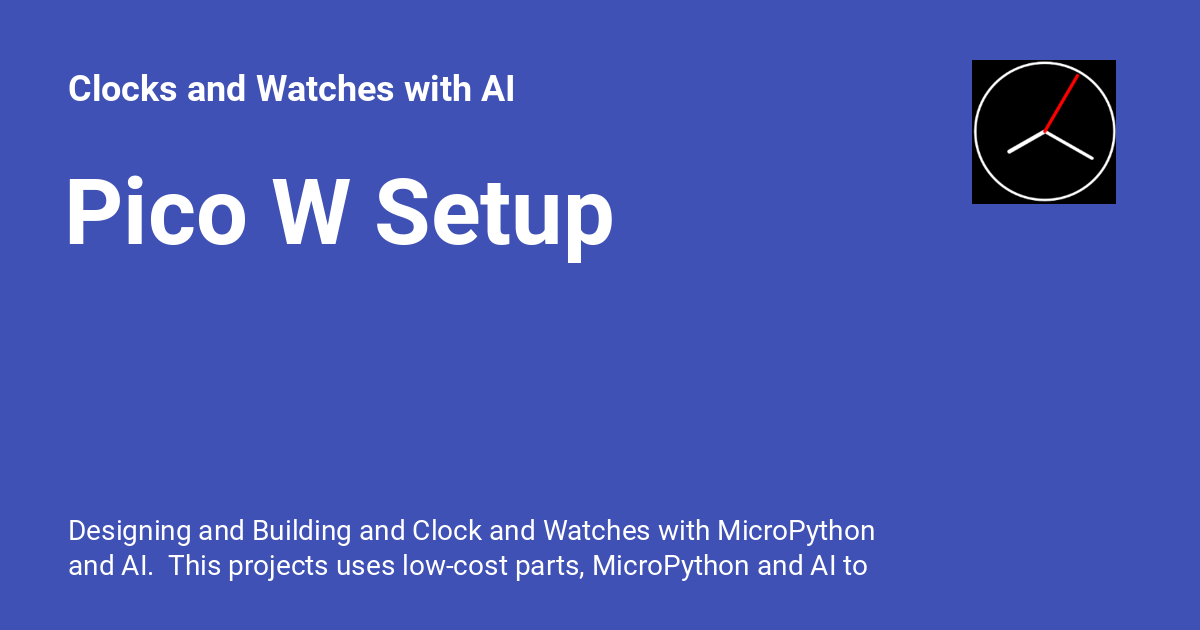 Clocks and Watches with AI
Pico W Setup
Designing and Building and Clock and Watches with MicroPython
and AI.  This projects uses low-cost parts, MicroPython and AI to